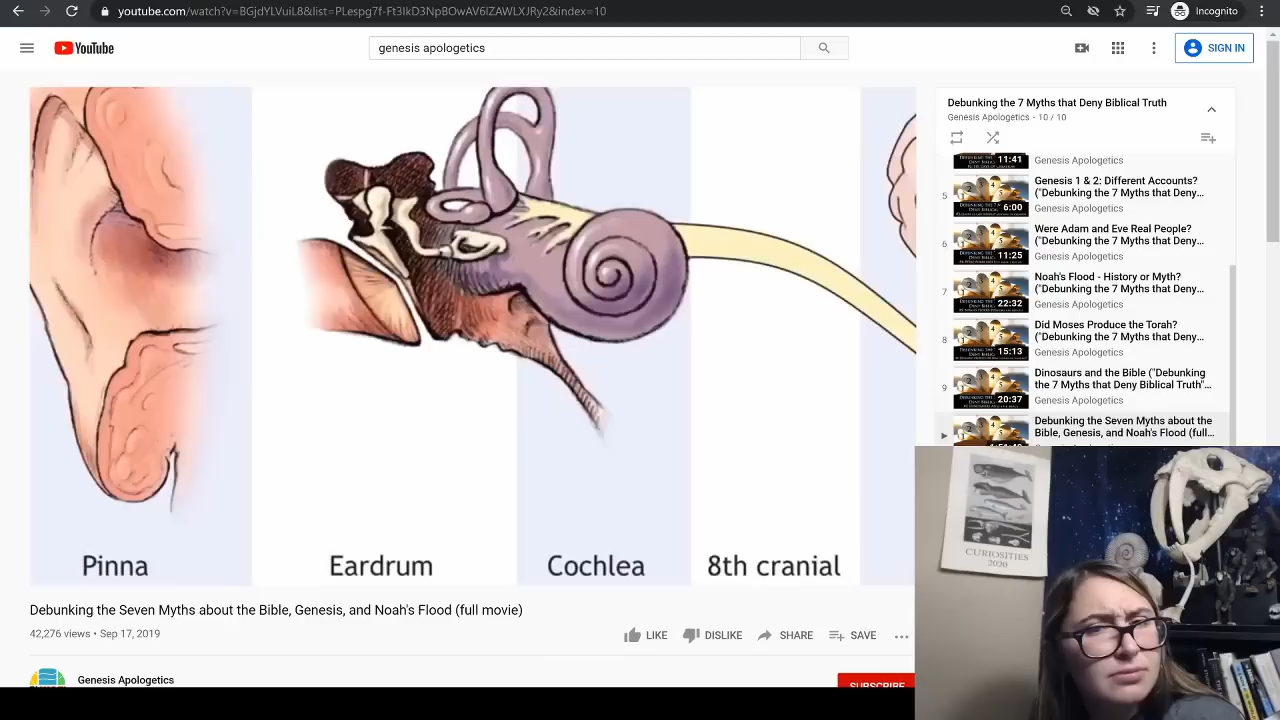 youtube.com/watch?v=BGjdYLVuiL8&list=PLespg7f-Ft3IkD3NpBOwAV6lZAWLXJRy2&index=10
Incognito
YouTube
genesis apologetics
SIGN IN
Pinna
Eardrum
Cochlea
8th cranial
Debunking the Seven Myths about the Bible, Genesis, and Noah's Flood (full movie)
42,276 views • Sep 17, 2019
LIKE
DISLIKE
SHARE
SAVE
Genesis Apologetics
SUBSCRIBE
Debunking the 7 Myths that Deny Biblical Truth
Genesis Apologetics - 10 / 10
11:41
Genesis Apologetics
5
6:00
Genesis 1 & 2: Different Accounts?
("Debunking the 7 Myths that Deny...
Genesis Apologetics
6
11:25
Were Adam and Eve Real People?
("Debunking the 7 Myths that Deny...
Genesis Apologetics
7
22:32
Noah's Flood - History or Myth?
("Debunking the 7 Myths that Deny...
Genesis Apologetics
8
15:13
Did Moses Produce the Torah?
("Debunking the 7 Myths that Deny...
Genesis Apologetics
9
20:37
Dinosaurs and the Bible ("Debunking
the 7 Myths that Deny Biblical Truth"...
Genesis Apologetics
Debunking the Seven Myths about the
Bible, Genesis, and Noah's Flood (full...
CURIOSITIES
2020